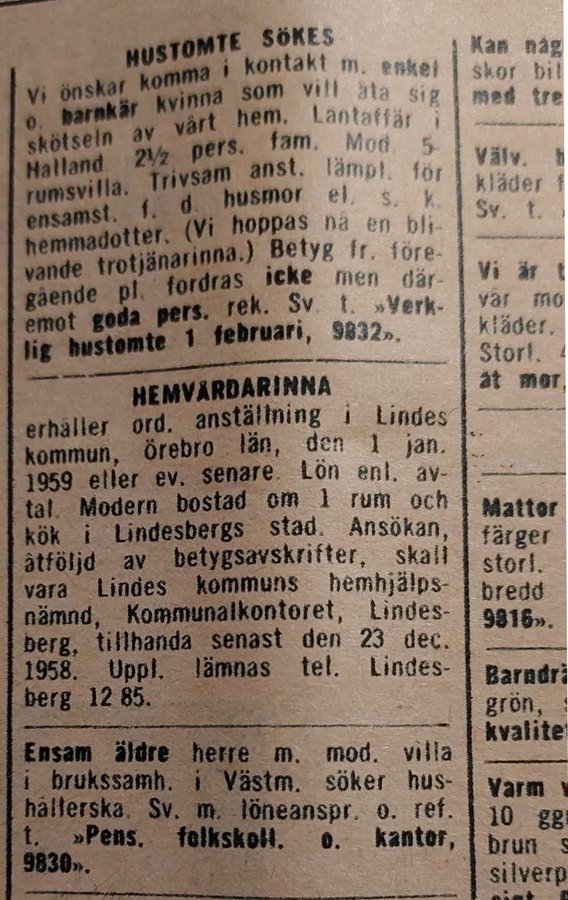 HUSTOMTE SÖKES
Vi önskar komma i kontakt m. enkel
o. barnkär kvinna som vill åta sig
skötseln av vårt hem. Lantaffär i
Halland 2½ pers. fam. Mod 5-
rumsvilla. Trivsam anst. lämpl. för
ensamst. f. d. husmor el. s. k.
hemmadotter. (Vi hoppas nå en bli-
vande trotjänarinna.) Betyg fr. före-
gående pl. fordras icke men där-
emot goda pers. rek. Sv. t. »Verk-
lig hustomte 1 februari, 9832».
HEMVÅRDARINNA
erhåller ord. anställning i Lindes
kommun, Örebro län, den 1 jan.
1959 eller ev. senare. Lön enl. av-
tal. Modern bostad om 1 rum och
kök i Lindesbergs stad. Ansökan,
åtföljd av betygsavskrifter, skall
vara Lindes kommuns hemhjälps-
nämnd, Kommunalkontoret, Lindes-
berg, tillhanda senast den 23 dec.
1958. Uppl. lämnas tel. Lindes-
berg 12 85.
Ensam äldre herre m. mod. villa
i brukssamh. i Västm. söker hus-
hållerska. Sv. m. löneanspr. o. ref.
t. »Pens. folkskoll. o. kantor,
9830».
Kan någ
skor bil
med tre
Välv. b
kläder f
Sv. t.
Vi är t
vår mo
kläder.
Storl. 4
åt mor,
Mattor
färger
storl.
bredd
9816».
Barndrä
grön,
kvalite
Varm v
10 ggr
brun s
silverp